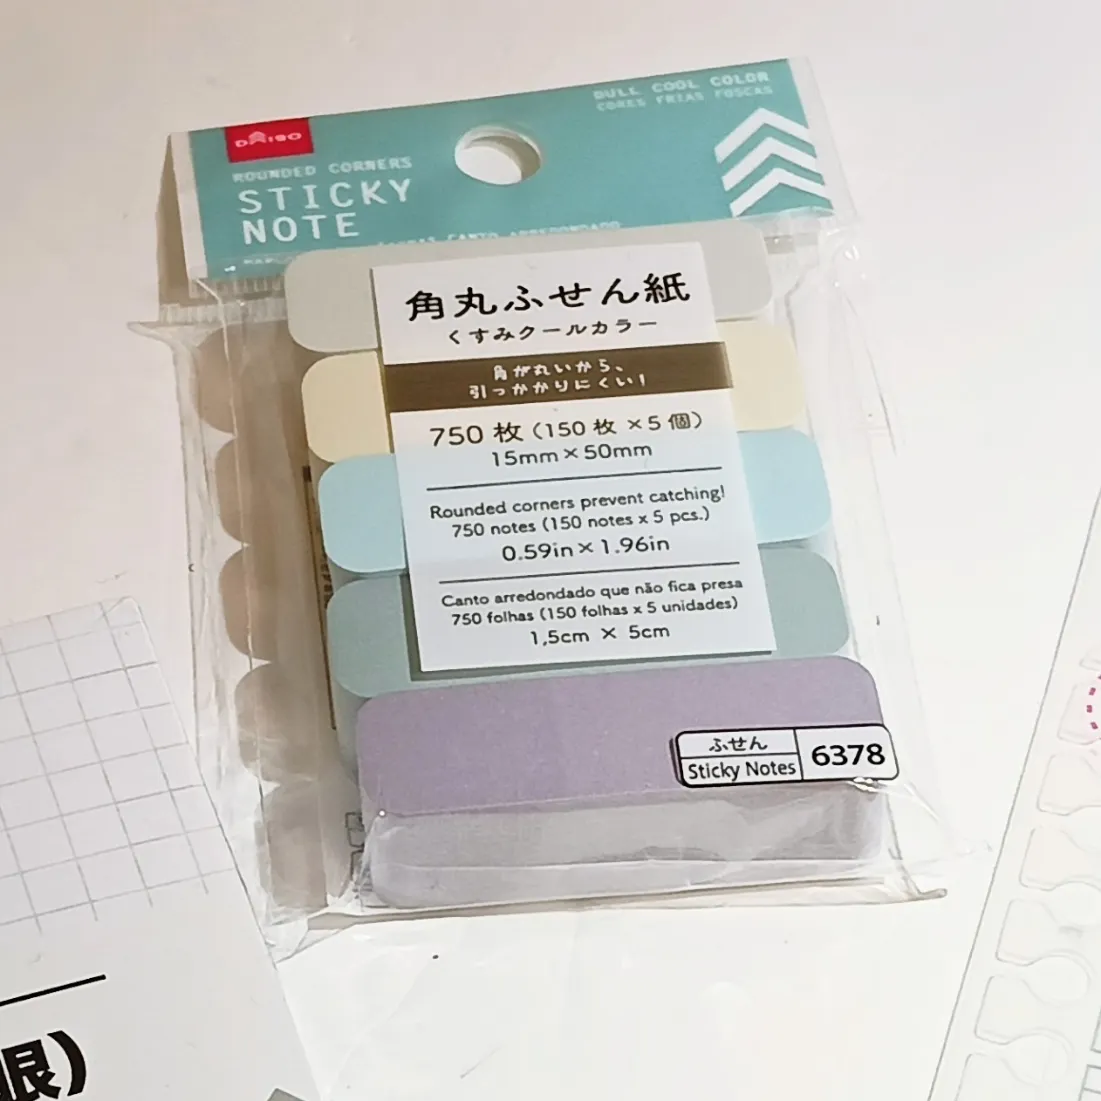 DAISO
DULL COOL COLOR
CORES FRIAS FOSCAS
ROUNDED CORNERS
STICKY
NOTE
CANTO ARREDONDADO
角丸ふせん紙
くすみクールカラー
角が丸いから、
引っかかりにくい!
750 枚(150 枚 ×5 個)
15mm×50mm
Rounded corners prevent catching!
750 notes (150 notes x 5 pcs.)
0.59in×1.96in
Canto arredondado que não fica presa
750 folhas (150 folhas x 5 unidades)
1,5cm × 5cm
ふせん
Sticky Notes
6378
眼)